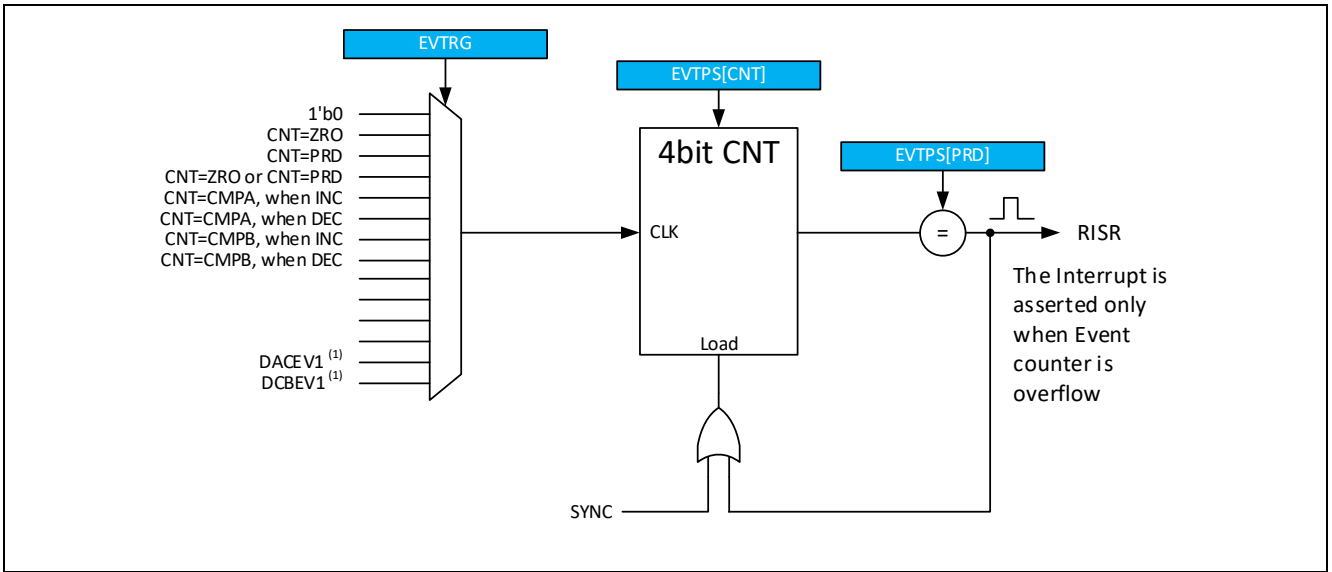 EVTRG
EVTPS[CNT]
1'b0
CNT=ZRO
CNT=PRD
CNT=ZRO or CNT=PRD
CNT=CMPA, when INC
CNT=CMPA, when DEC
CNT=CMPB, when INC
CNT=CMPB, when DEC
DACEV1 (1)
DCBEV1 (1)
4bit CNT
CLK
Load
EVTPS[PRD]
=
RISR
The Interrupt is
asserted only
when Event
counter is
overflow
SYNC